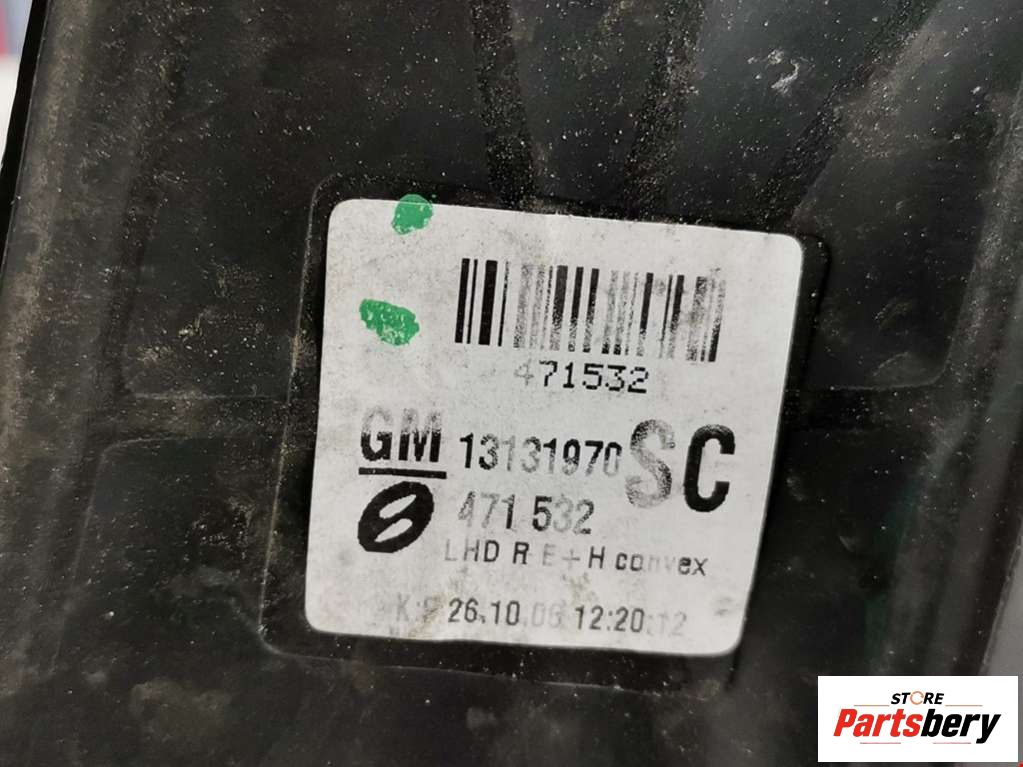 471532
GM 13131970 SC
471 532
LHD R E+H convex
26.10.06 12:20:12
STORE
Partsbery